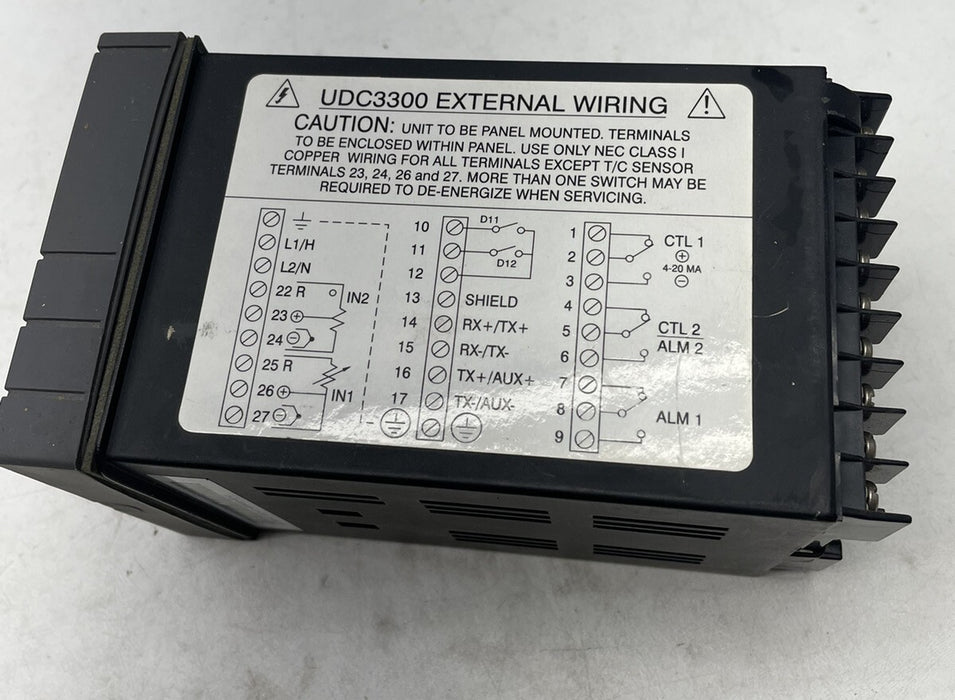 UDC3300 EXTERNAL WIRING
CAUTION: UNIT TO BE PANEL MOUNTED. TERMINALS
TO BE ENCLOSED WITHIN PANEL. USE ONLY NEC CLASS I
COPPER WIRING FOR ALL TERMINALS EXCEPT T/C SENSOR
TERMINALS 23, 24, 26 and 27. MORE THAN ONE SWITCH MAY BE
REQUIRED TO DE-ENERGIZE WHEN SERVICING.
L1/H
L2/N
22 R
IN2
23 +
24 -
25 R
26 +
IN1
27 -
10
DI1
11
DI2
12
13 SHIELD
14 RX+/TX+
15 RX-/TX-
16 TX+/AUX+
17 TX-/AUX-
1
CTL 1
2
+
4-20 MA
3
-
4
5
CTL 2
ALM 2
6
7
8
ALM 1
9